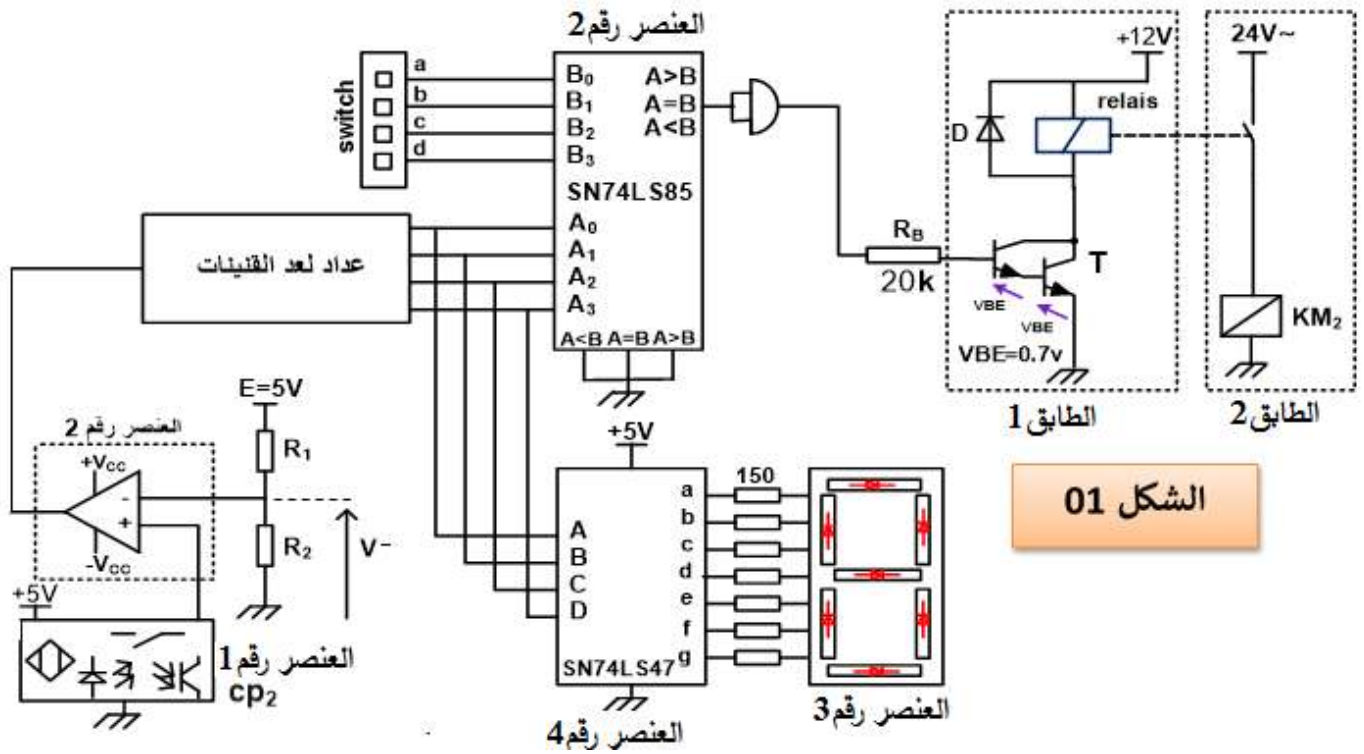 العنصر رقم2
switch
a
b
c
d
B₀ A>B
B₁ A=B
B₂ A<B
B₃
SN74LS85
A₀
A₁
A₂
A₃
A<B A=B A>B
عداد لعد القنينات
R_B
20k
+12V
relais
D
T
VBE
VBE
VBE=0.7v
الطابق1
24V~
KM₂
الطابق2
E=5V
العنصر رقم 2
+Vcc
-
+
-Vcc
R₁
R₂
V-
+5V
العنصر رقم1
cp₂
+5V
A
B
C
D
a
b
c
d
e
f
g
SN74LS47
150
العنصر رقم4
العنصر رقم3
الشكل 01